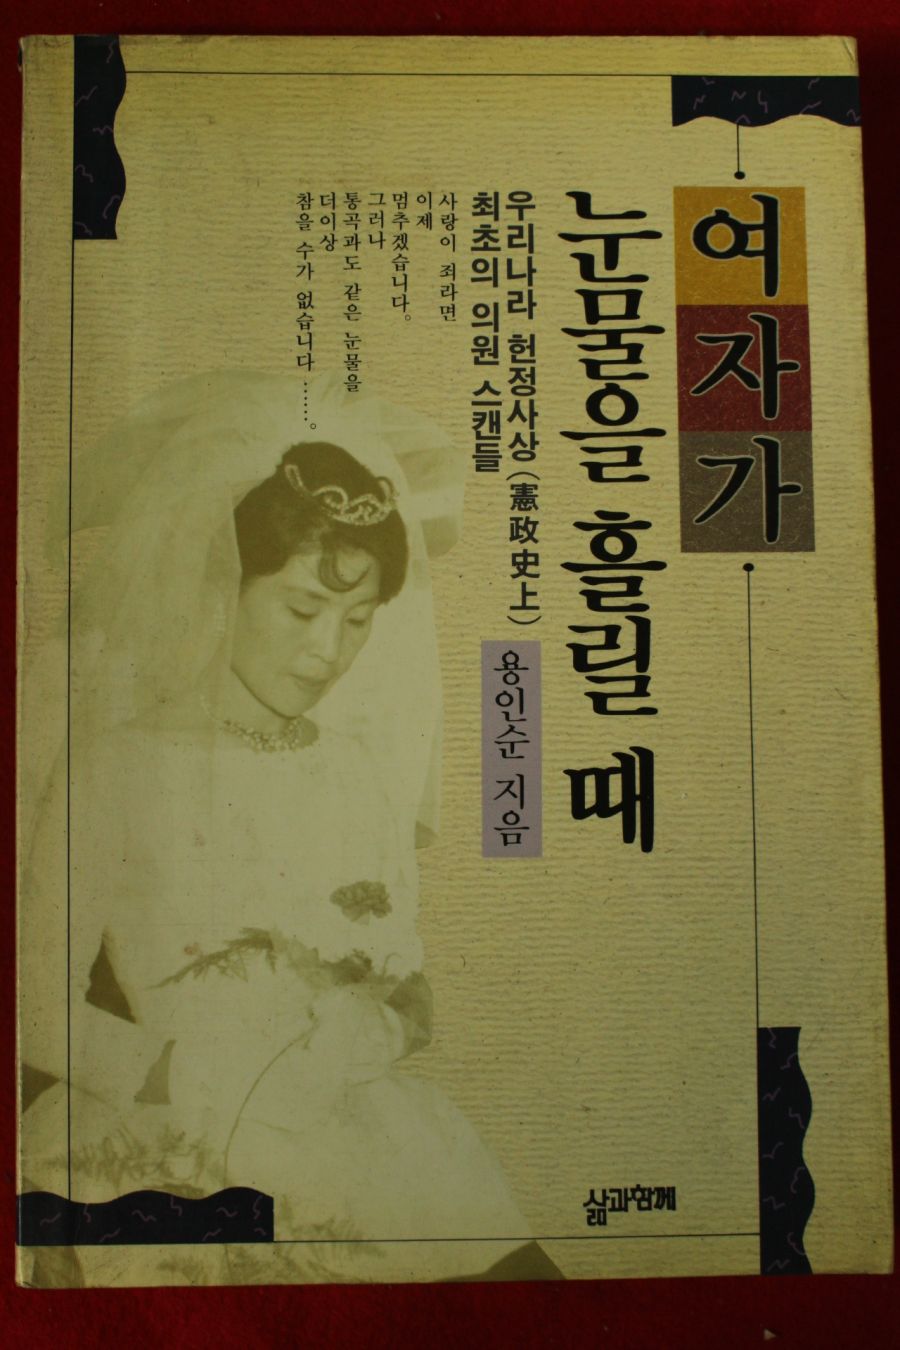 여자가
눈물을 흘릴 때
우리나라 헌정사상(憲政史上)
최초의 의원 스캔들
용인순 지음
사랑이 죄라면
이제
멈추겠습니다。
그러나
통곡과도 같은 눈물을
더이상
참을 수가 없습니다……。
삶과함께